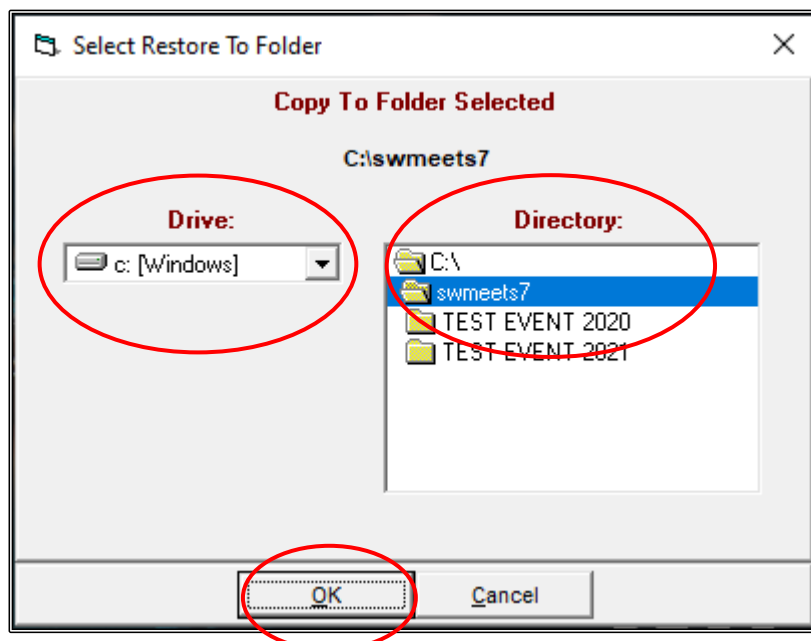 Select Restore To Folder
Copy To Folder Selected
C:\swmeets7
Drive:
Directory:
c: [Windows]
C:\
swmeets7
TEST EVENT 2020
TEST EVENT 2021
OK
Cancel